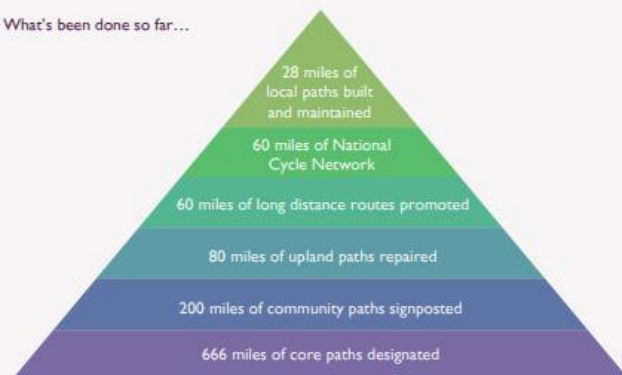 What's been done so far...
28 miles of
local paths built
and maintained
60 miles of National
Cycle Network
60 miles of long distance routes promoted
80 miles of upland paths repaired
200 miles of community paths signposted
666 miles of core paths designated